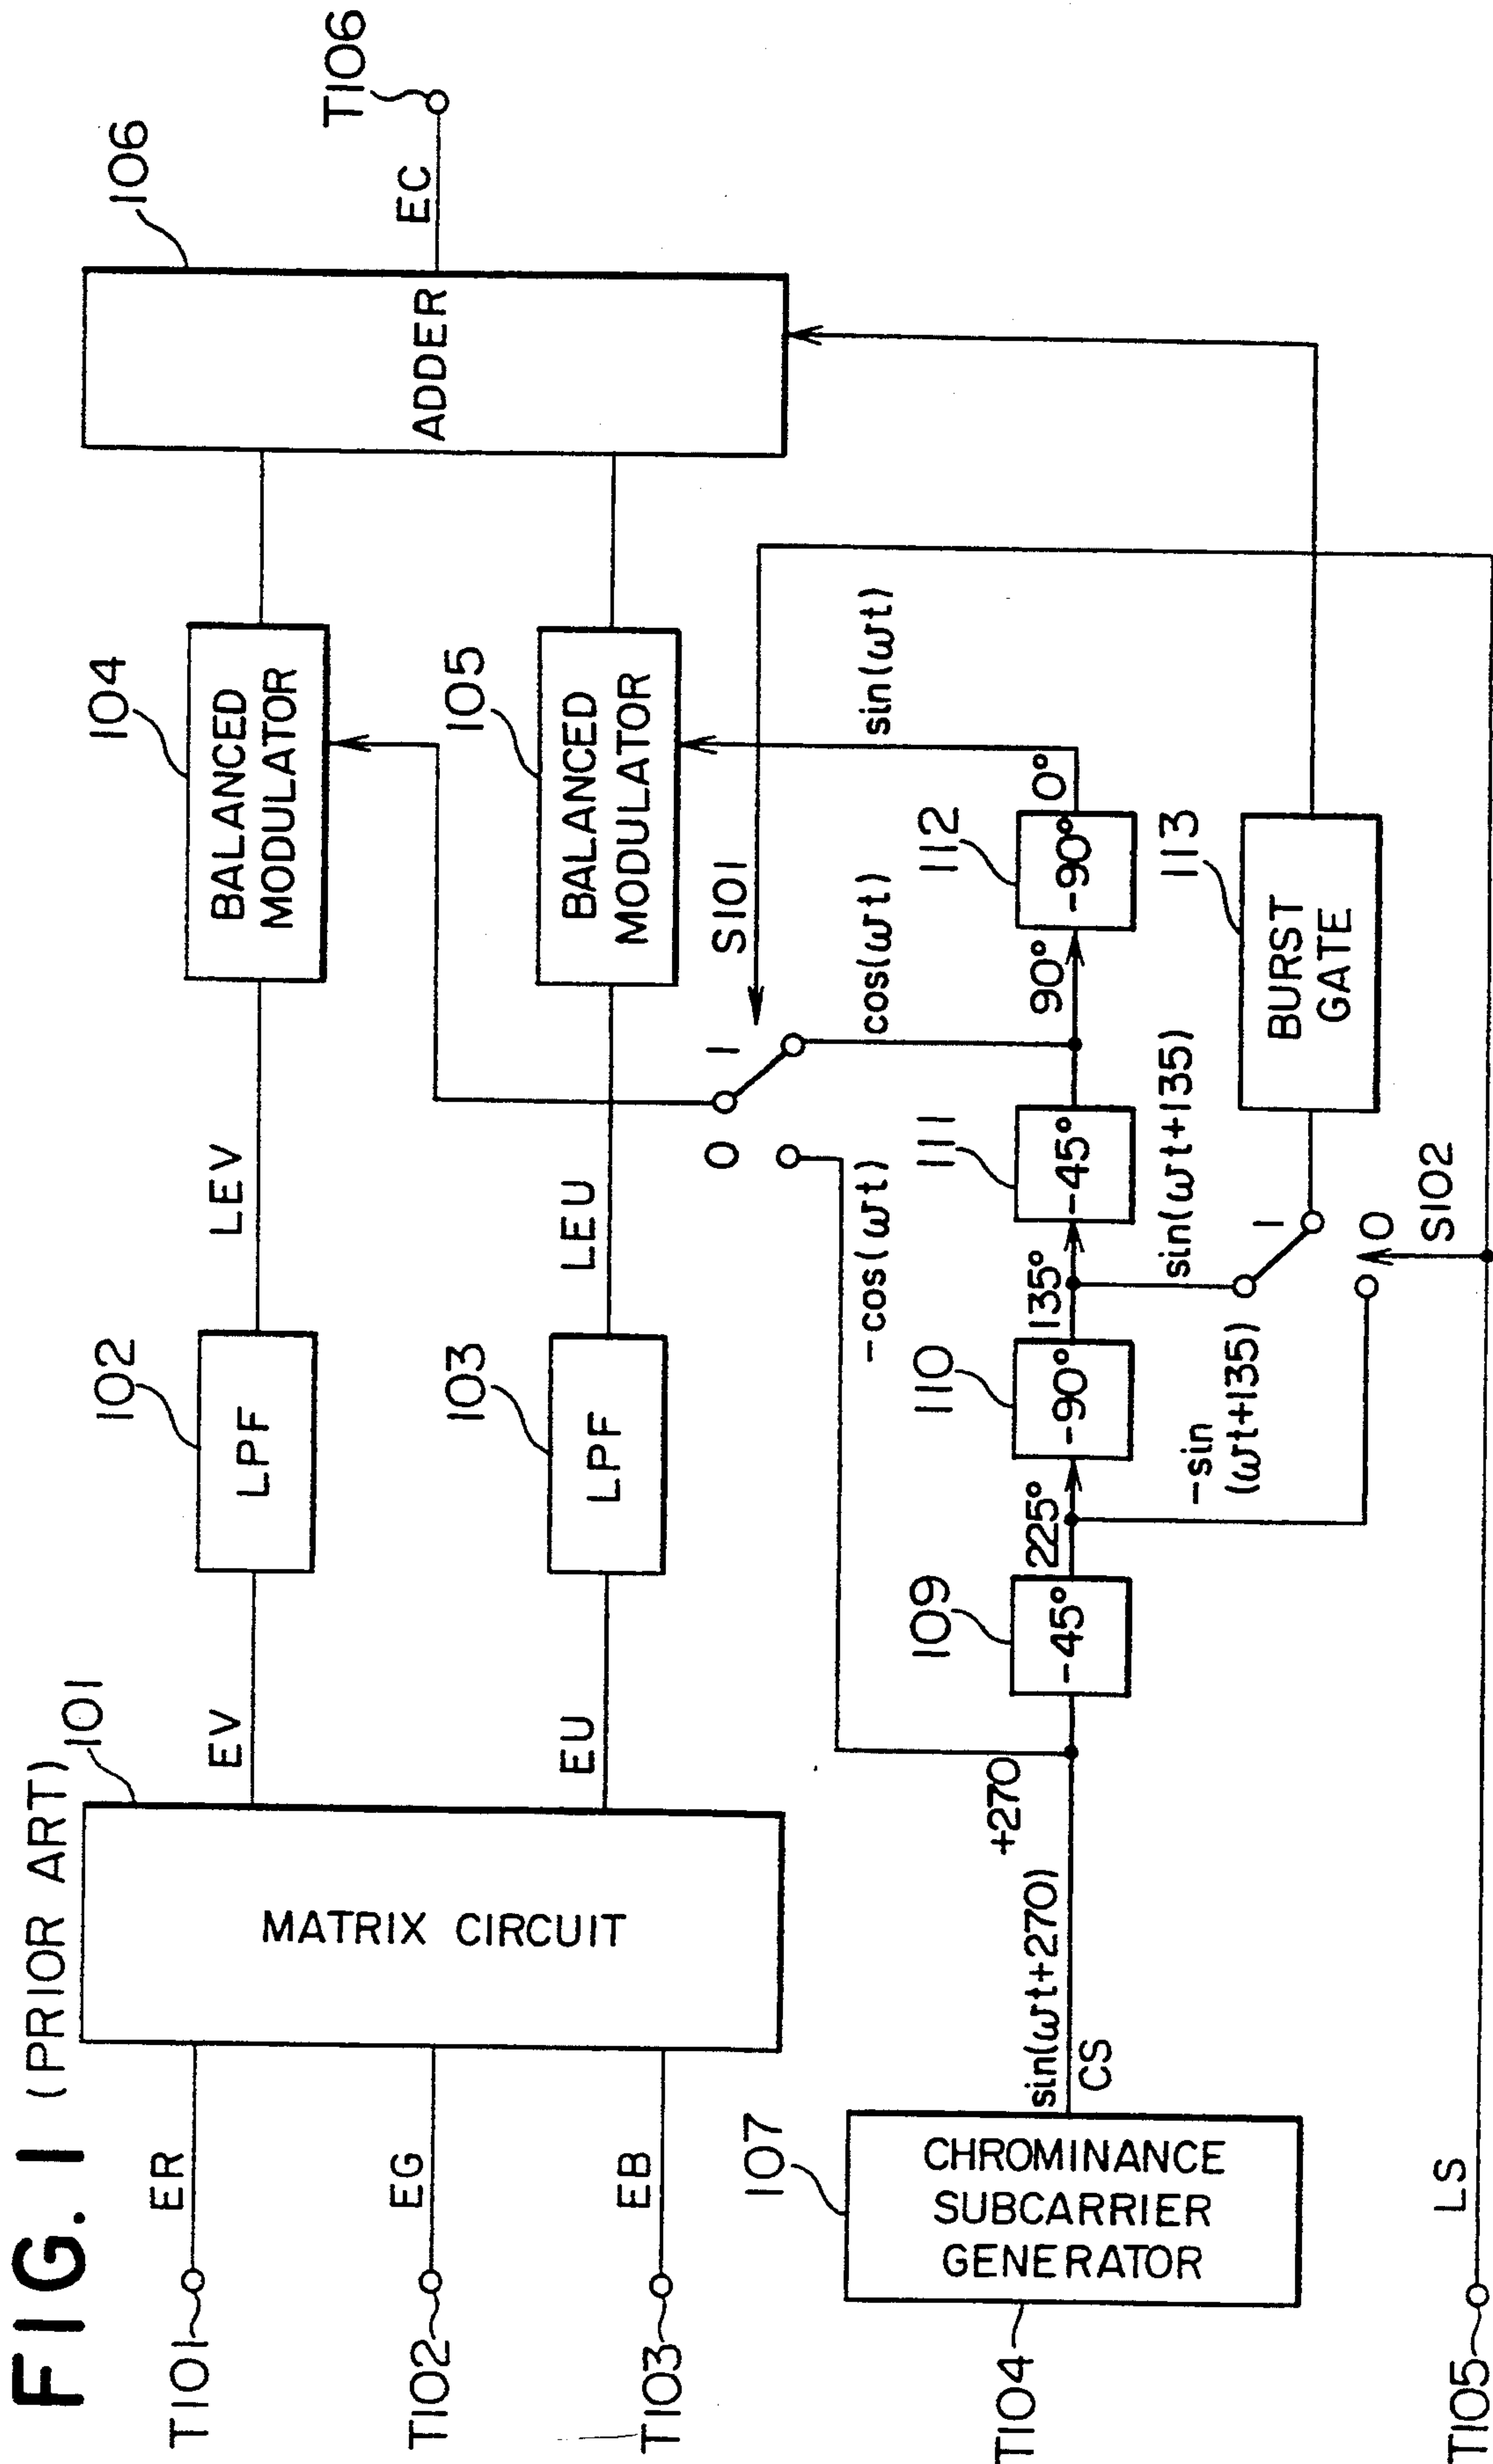 FIG. 1 (PRIOR ART)
T101
ER
T102
EG
T103
EB
101
MATRIX CIRCUIT
EV
EU
102
LPF
103
LPF
LEV
LEU
104
BALANCED
MODULATOR
105
BALANCED
MODULATOR
106
ADDER
EC
T106
107
CHROMINANCE
SUBCARRIER
GENERATOR
T104
sin(ωt+270)
CS
+270
109
-45°
225°
110
-90°
135°
111
-45°
90°
112
-90°
0°
-cos(ωt)
0
1
S101
cos(ωt)
sin(ωt)
-sin
(ωt+135)
sin(ωt+135)
1
0
S102
113
BURST
GATE
T105
LS